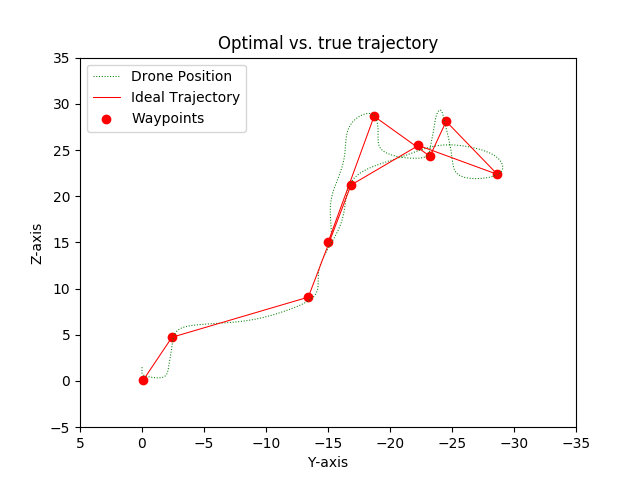 Optimal vs. true trajectory
Drone Position
Ideal Trajectory
Waypoints
35
30
25
20
15
10
5
0
−5
Z-axis
5 0 −5 −10 −15 −20 −25 −30 −35
Y-axis